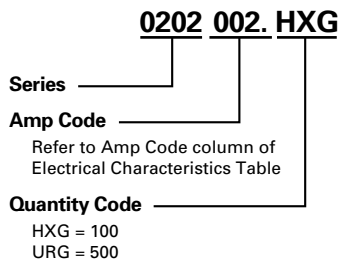 0202 002. HXG
Series
Amp Code
Refer to Amp Code column of
Electrical Characteristics Table
Quantity Code
HXG = 100
URG = 500